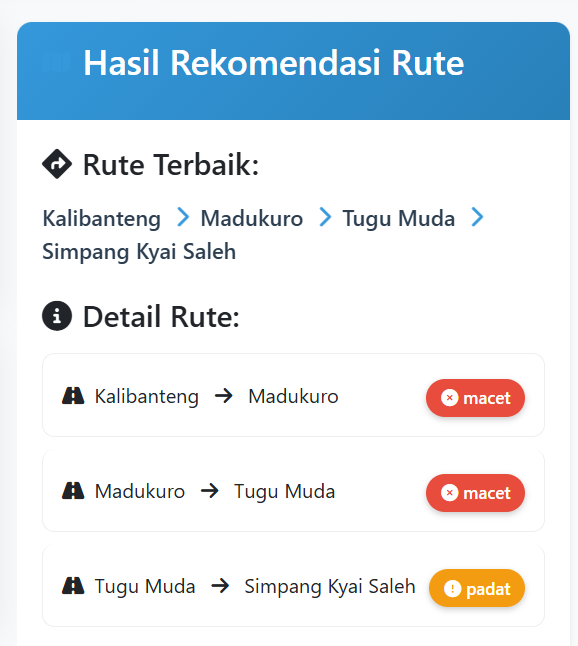 Hasil Rekomendasi Rute
Rute Terbaik:
Kalibanteng > Madukuro > Tugu Muda >
Simpang Kyai Saleh
Detail Rute:
Kalibanteng → Madukuro macet
Madukuro → Tugu Muda macet
Tugu Muda → Simpang Kyai Saleh padat